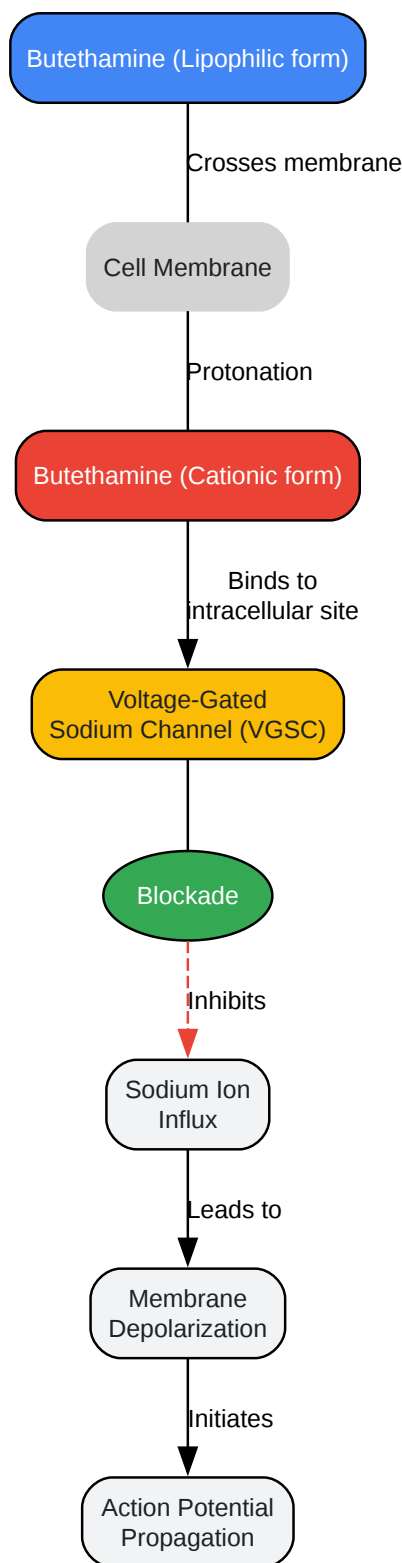 Butethamine (Lipophilic form)
Crosses membrane
Cell Membrane
Protonation
Butethamine (Cationic form)
Binds to
intracellular site
Voltage-Gated
Sodium Channel (VGSC)
Blockade
Inhibits
Sodium Ion
Influx
Leads to
Membrane
Depolarization
Initiates
Action Potential
Propagation